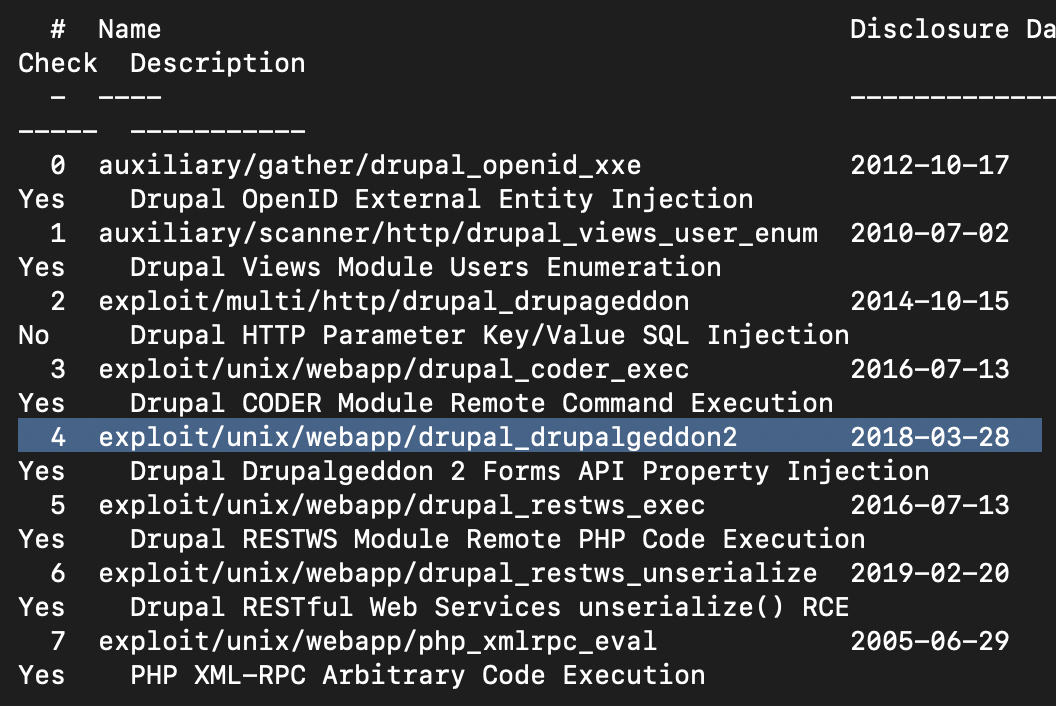 # Name Disclosure Da
Check Description
- ---- -------------
----- -----------
0 auxiliary/gather/drupal_openid_xxe 2012-10-17
Yes Drupal OpenID External Entity Injection
1 auxiliary/scanner/http/drupal_views_user_enum 2010-07-02
Yes Drupal Views Module Users Enumeration
2 exploit/multi/http/drupal_drupageddon 2014-10-15
No Drupal HTTP Parameter Key/Value SQL Injection
3 exploit/unix/webapp/drupal_coder_exec 2016-07-13
Yes Drupal CODER Module Remote Command Execution
4 exploit/unix/webapp/drupal_drupalgeddon2 2018-03-28
Yes Drupal Drupalgeddon 2 Forms API Property Injection
5 exploit/unix/webapp/drupal_restws_exec 2016-07-13
Yes Drupal RESTWS Module Remote PHP Code Execution
6 exploit/unix/webapp/drupal_restws_unserialize 2019-02-20
Yes Drupal RESTful Web Services unserialize() RCE
7 exploit/unix/webapp/php_xmlrpc_eval 2005-06-29
Yes PHP XML-RPC Arbitrary Code Execution